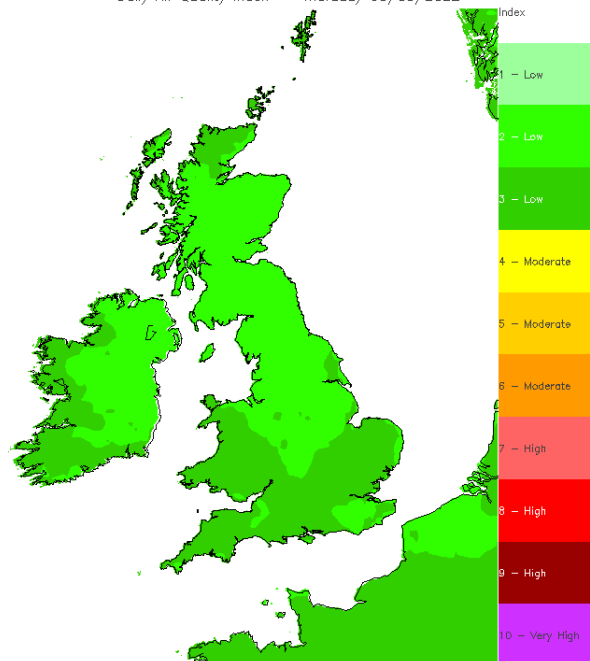 Index
1 – Low
2 – Low
3 – Low
4 – Moderate
5 – Moderate
6 – Moderate
7 – High
8 – High
9 – High
10 – Very High